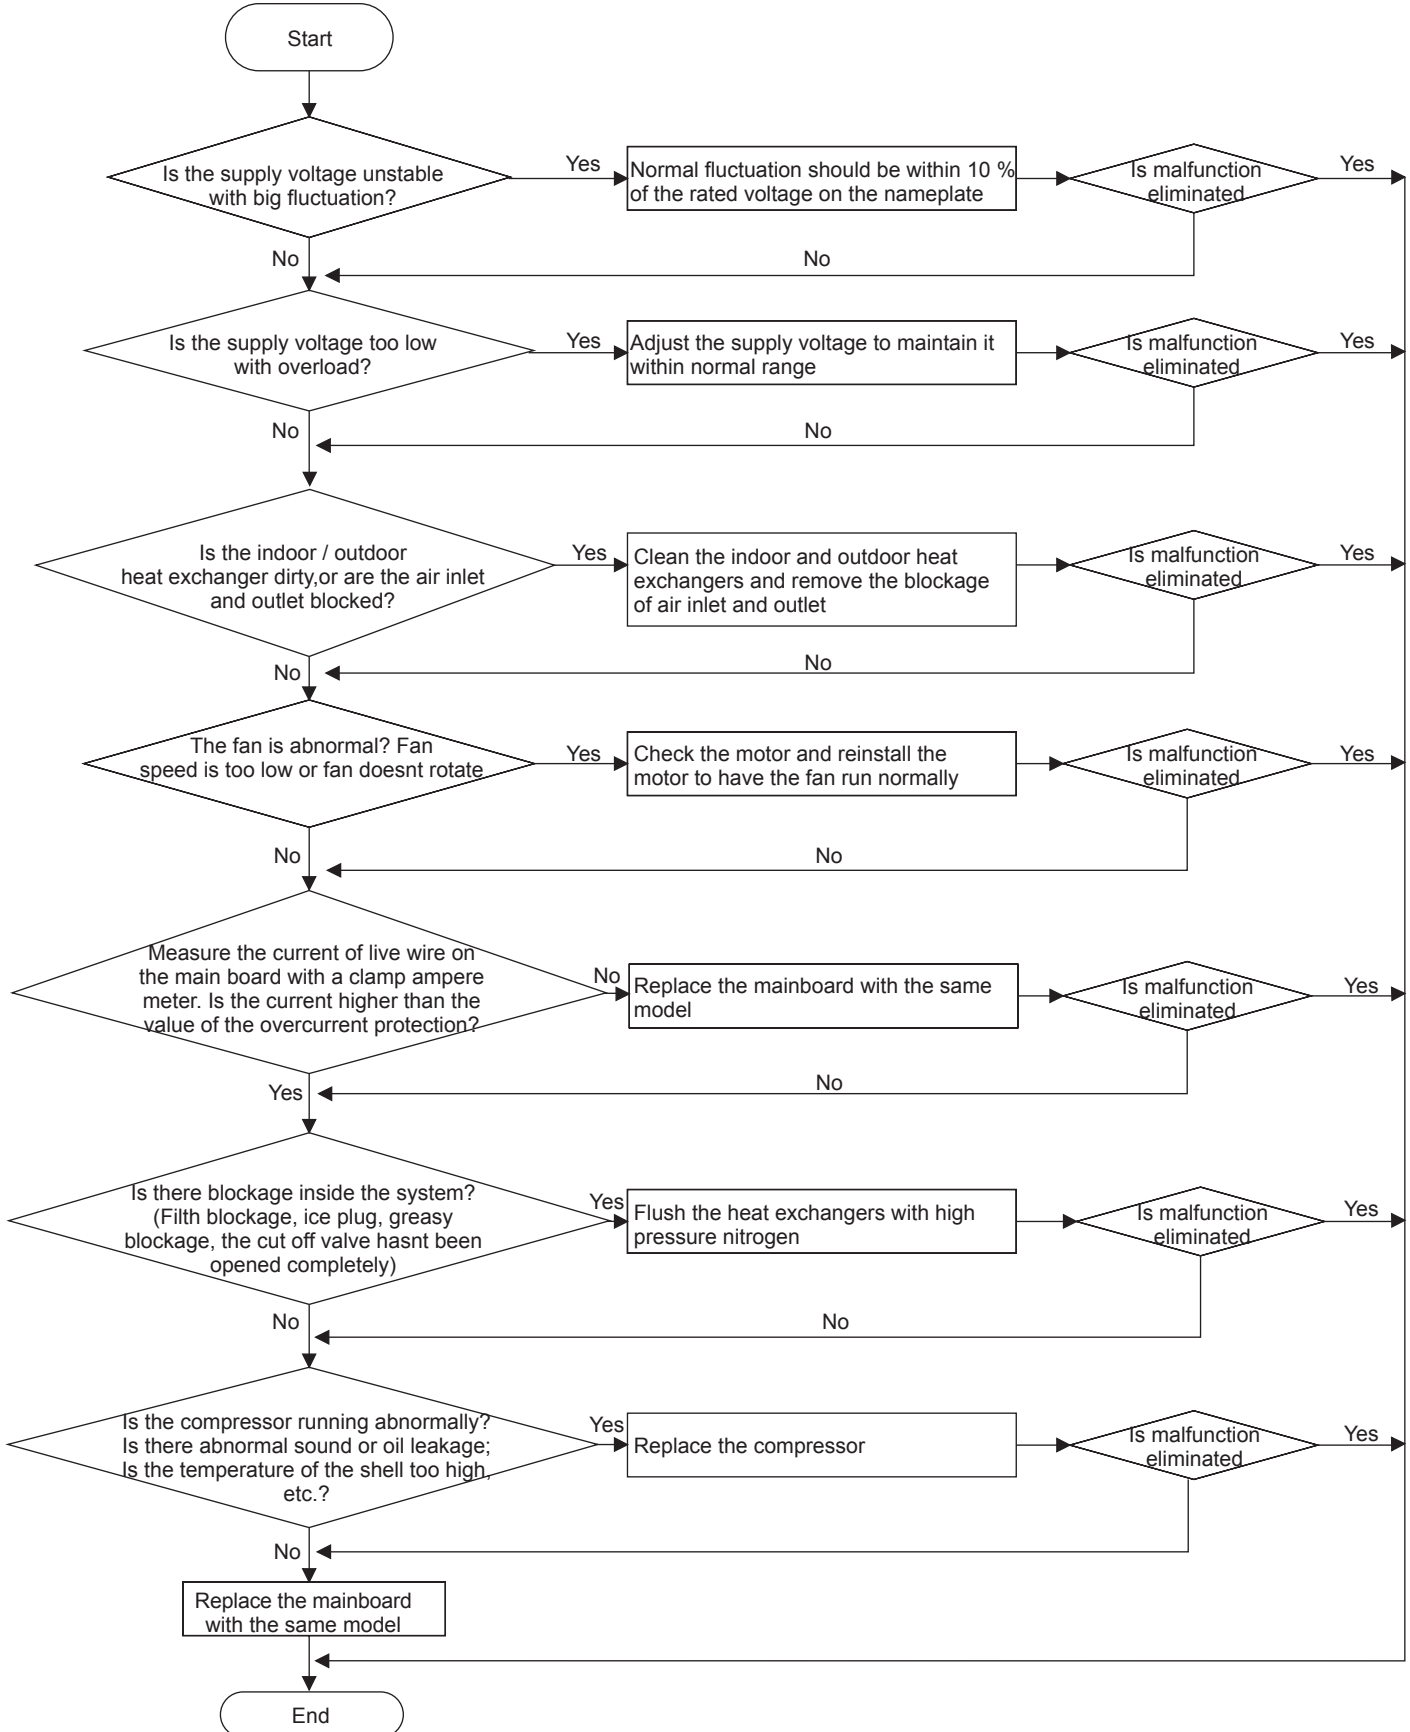 Start
Is the supply voltage unstable
with big fluctuation?
Yes
Normal fluctuation should be within 10 %
of the rated voltage on the nameplate
Is malfunction
eliminated
Yes
No
No
Is the supply voltage too low
with overload?
Yes
Adjust the supply voltage to maintain it
within normal range
Is malfunction
eliminated
Yes
No
No
Is the indoor / outdoor
heat exchanger dirty,or are the air inlet
and outlet blocked?
Yes
Clean the indoor and outdoor heat
exchangers and remove the blockage
of air inlet and outlet
Is malfunction
eliminated
Yes
No
No
The fan is abnormal? Fan
speed is too low or fan doesnt rotate
Yes
Check the motor and reinstall the
motor to have the fan run normally
Is malfunction
eliminated
Yes
No
No
Measure the current of live wire on
the main board with a clamp ampere
meter. Is the current higher than the
value of the overcurrent protection?
No
Replace the mainboard with the same
model
Is malfunction
eliminated
Yes
Yes
No
Is there blockage inside the system?
(Filth blockage, ice plug, greasy
blockage, the cut off valve hasnt been
opened completely)
Yes
Flush the heat exchangers with high
pressure nitrogen
Is malfunction
eliminated
Yes
No
No
Is the compressor running abnormally?
Is there abnormal sound or oil leakage;
Is the temperature of the shell too high,
etc.?
Yes
Replace the compressor
Is malfunction
eliminated
Yes
No
Replace the mainboard
with the same model
End